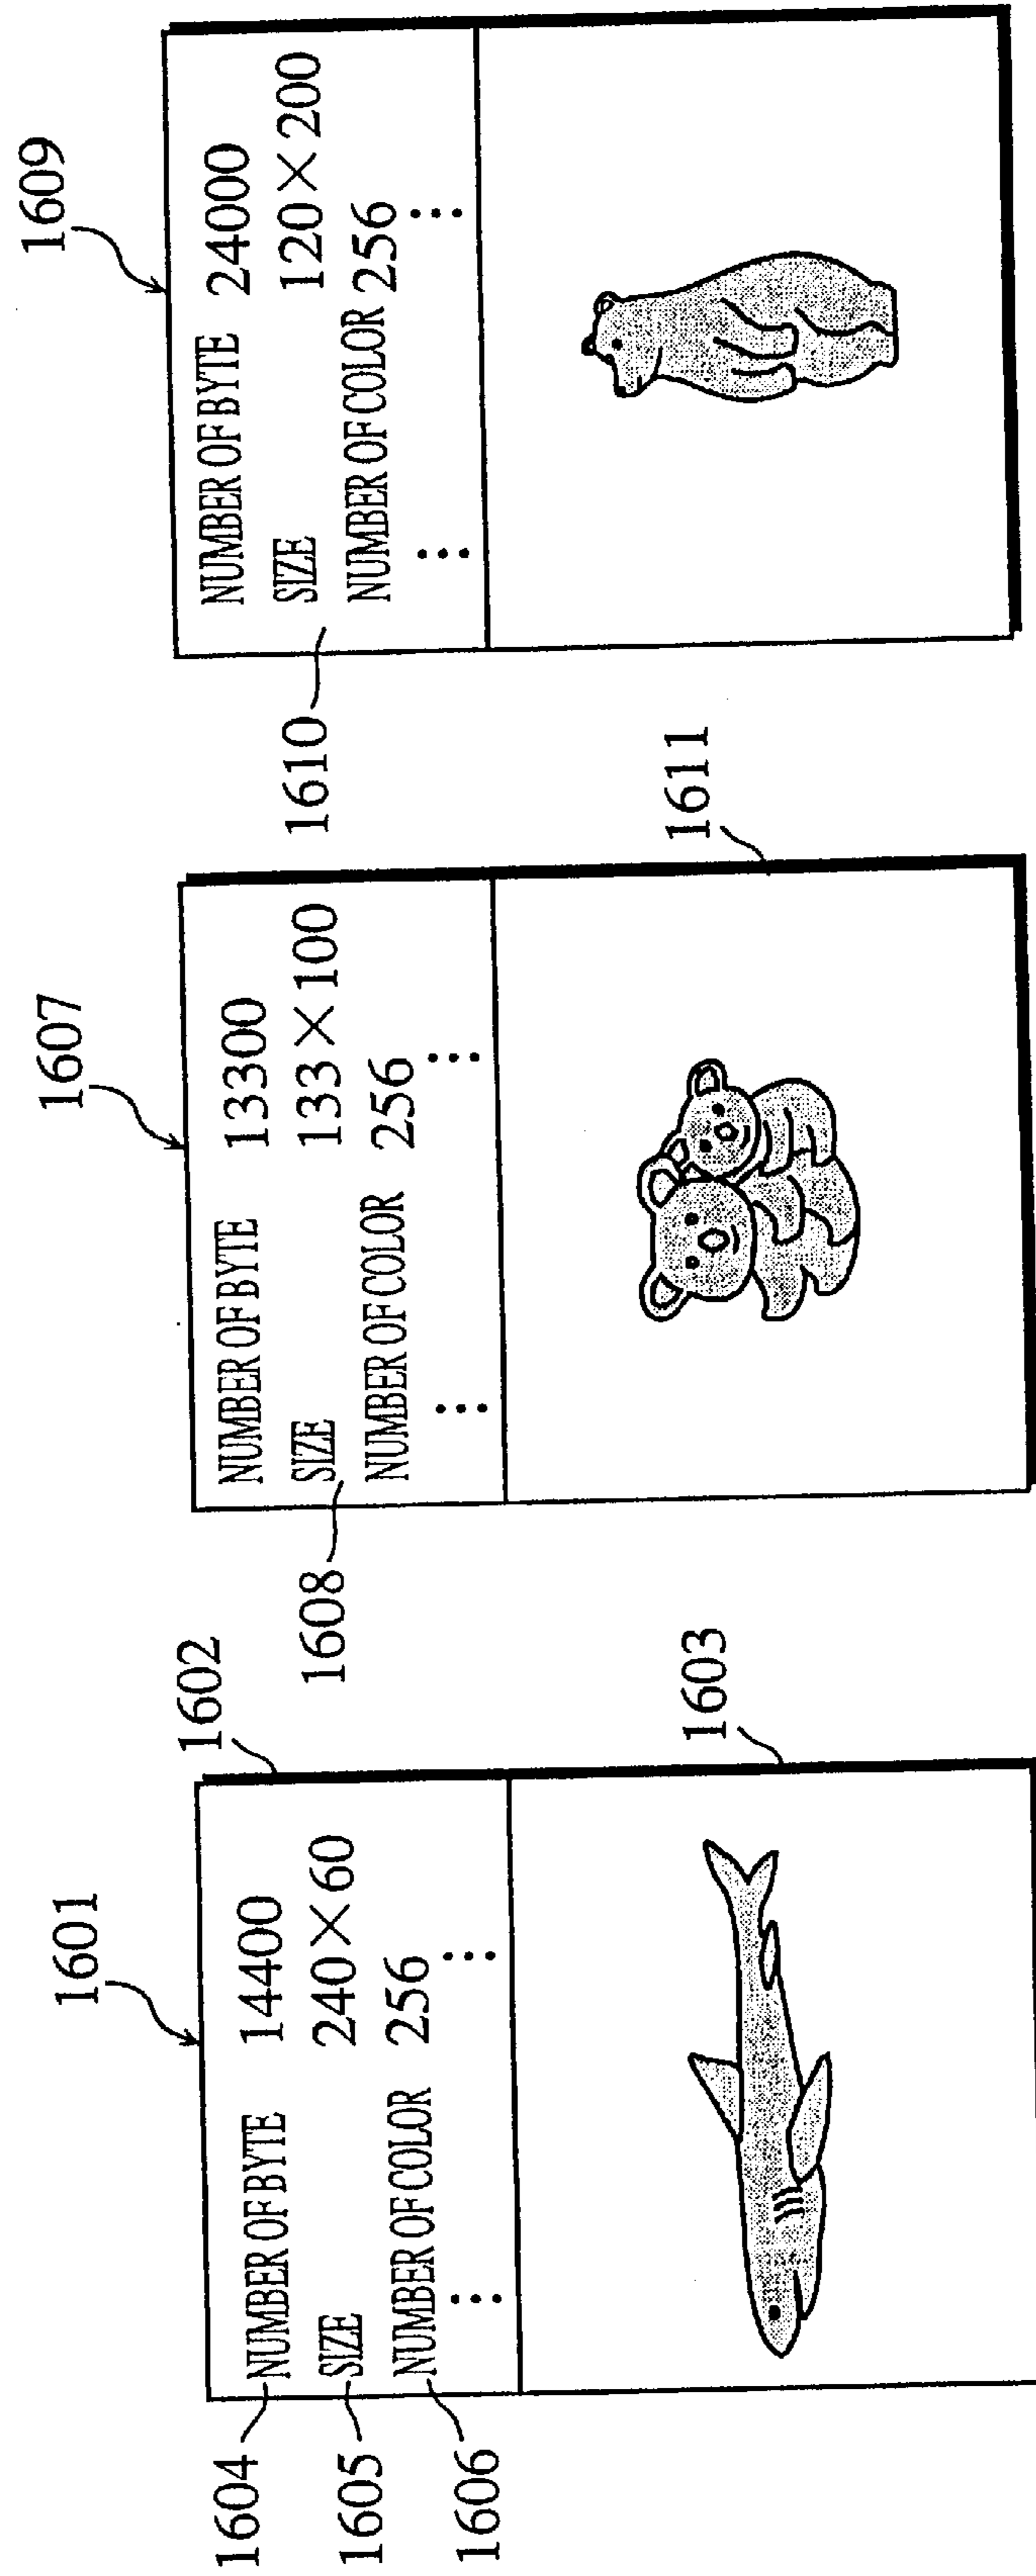 1601
1602
1604 NUMBER OF BYTE 14400
1605 SIZE 240×60
1606 NUMBER OF COLOR 256
⋮ ⋮
1603
1607
NUMBER OF BYTE 13300
SIZE 133×100
1608
NUMBER OF COLOR 256
⋮ ⋮
1611
1609
NUMBER OF BYTE 24000
SIZE 120×200
1610
NUMBER OF COLOR 256
⋮ ⋮